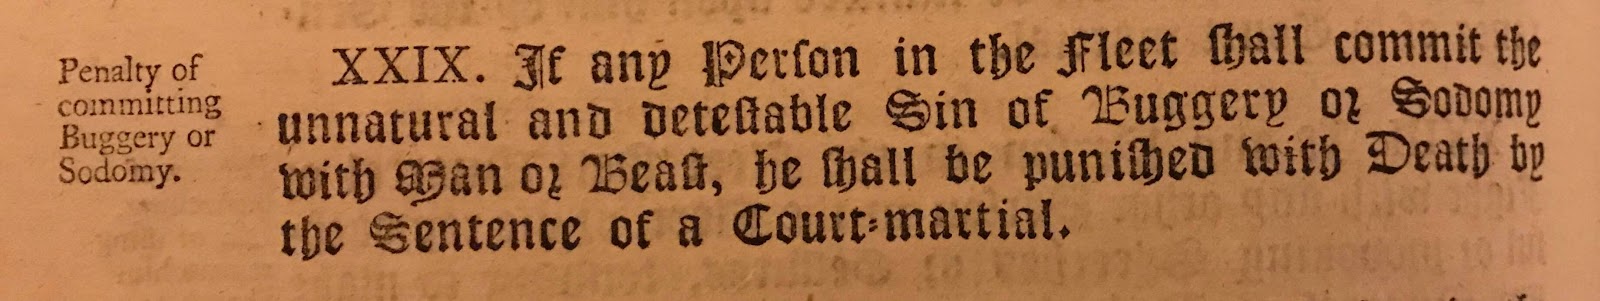 Penalty of
committing
Buggery or
Sodomy.
XXIX. If any Perſon in the Fleet ſhall commit the
unnatural and deteſtable Sin of Buggery or Sodomy
with Man or Beaſt, he ſhall be puniſhed with Death by
the Sentence of a Court-martial.